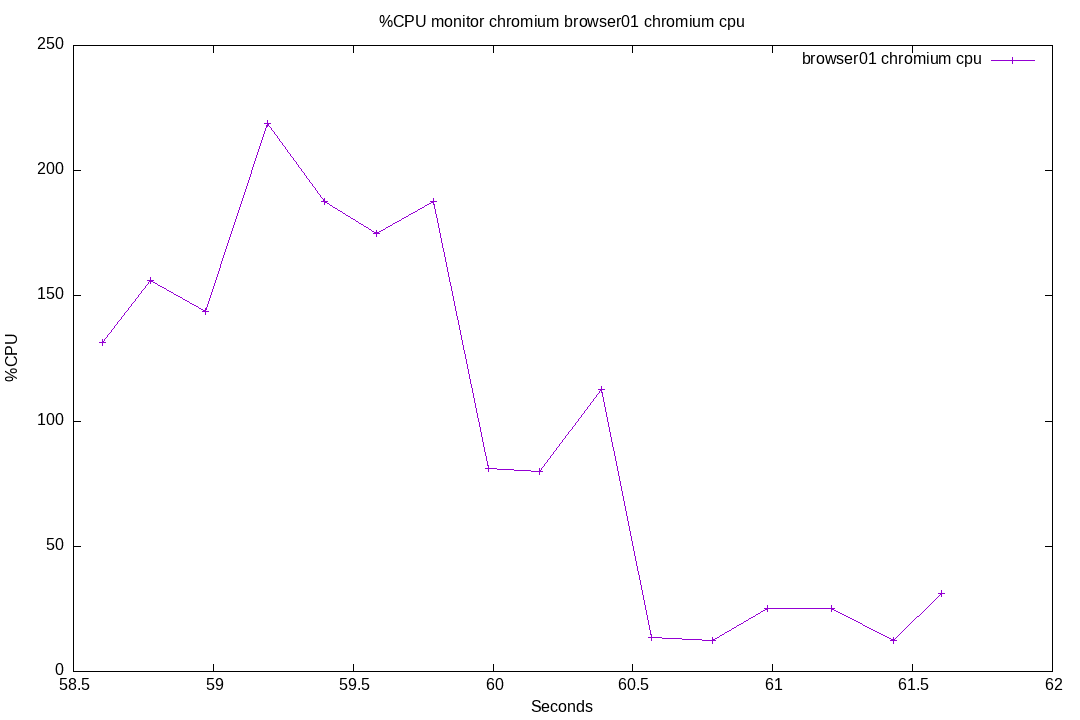 %CPU monitor chromium browser01 chromium cpu
browser01 chromium cpu
250
200
150
100
50
0
%CPU
58.5 59 59.5 60 60.5 61 61.5 62
Seconds